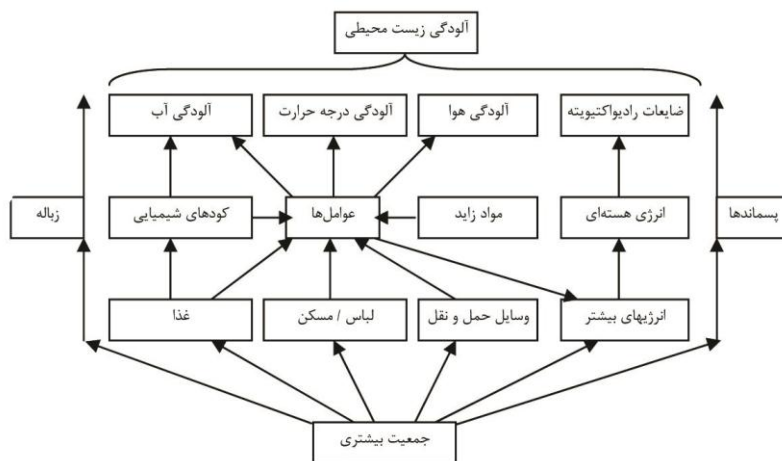 آلودگی زیست محیطی
ضایعات رادیواکتیویته
آلودگی هوا
آلودگی درجه حرارت
آلودگی آب
پسماندها
انرژی هسته‌ای
مواد زاید
عوامل‌ها
کودهای شیمیایی
زباله
انرژیهای بیشتر
وسایل حمل و نقل
لباس / مسکن
غذا
جمعیت بیشتری